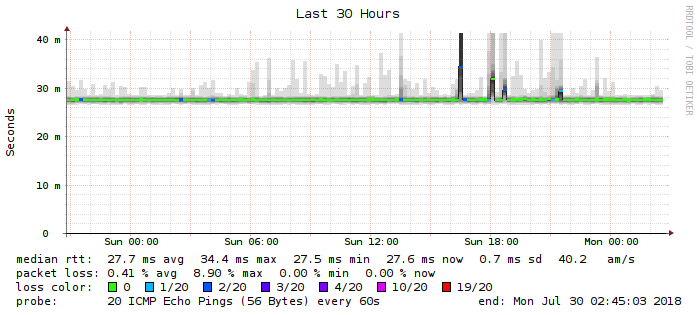 Last 30 Hours
RRDTOOL / TOBI OETIKER
Seconds
40 m
30 m
20 m
10 m
0
Sun 00:00 Sun 06:00 Sun 12:00 Sun 18:00 Mon 00:00
median rtt: 27.7 ms avg 34.4 ms max 27.5 ms min 27.6 ms now 0.7 ms sd 40.2 am/s
packet loss: 0.41 % avg 8.90 % max 0.00 % min 0.00 % now
loss color: 0 1/20 2/20 3/20 4/20 10/20 19/20
probe: 20 ICMP Echo Pings (56 Bytes) every 60s end: Mon Jul 30 02:45:03 2018